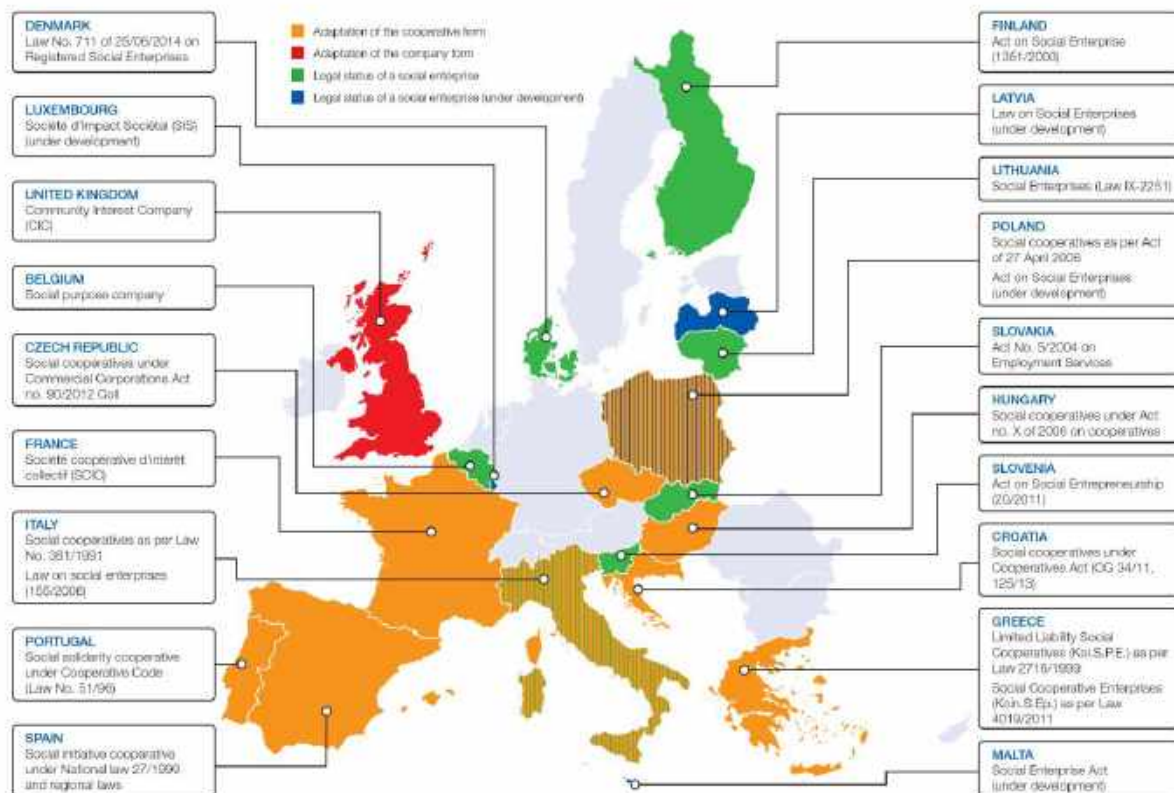 DENMARK
Law No. 711 of 25/06/2014 on
Registered Social Enterprises
LUXEMBOURG
Société d'Impact Sociétal (SIS)
(under development)
UNITED KINGDOM
Community Interest Company
(CIC)
BELGIUM
Social purpose company
CZECH REPUBLIC
Social cooperatives under
Commercial Corporations Act
no. 90/2012 Coll
FRANCE
Société coopérative d'intérêt
collectif (SCIC)
ITALY
Social cooperatives as per Law
No. 381/1991
Law on social enterprises
(155/2006)
PORTUGAL
Social solidarity cooperative
under Cooperative Code
(Law No. 51/96)
SPAIN
Social initiative cooperative
under National law 27/1999
and regional laws
Adaptation of the cooperative form
Adaptation of the company form
Legal status of a social enterprise
Legal status of a social enterprise (under development)
FINLAND
Act on Social Enterprise
(1351/2003)
LATVIA
Law on Social Enterprises
(under development)
LITHUANIA
Social Enterprises (Law IX-2251)
POLAND
Social cooperatives as per Act
of 27 April 2006
Act on Social Enterprises
(under development)
SLOVAKIA
Act No. 5/2004 on
Employment Services
HUNGARY
Social cooperatives under Act
no. X of 2006 on cooperatives
SLOVENIA
Act on Social Entrepreneurship
(20/2011)
CROATIA
Social cooperatives under
Cooperatives Act (OG 34/11,
125/13)
GREECE
Limited Liability Social
Cooperatives (Koi.S.P.E.) as per
Law 2716/1999
Social Cooperative Enterprises
(Koin.S.Ep.) as per Law
4019/2011
MALTA
Social Enterprise Act
(under development)